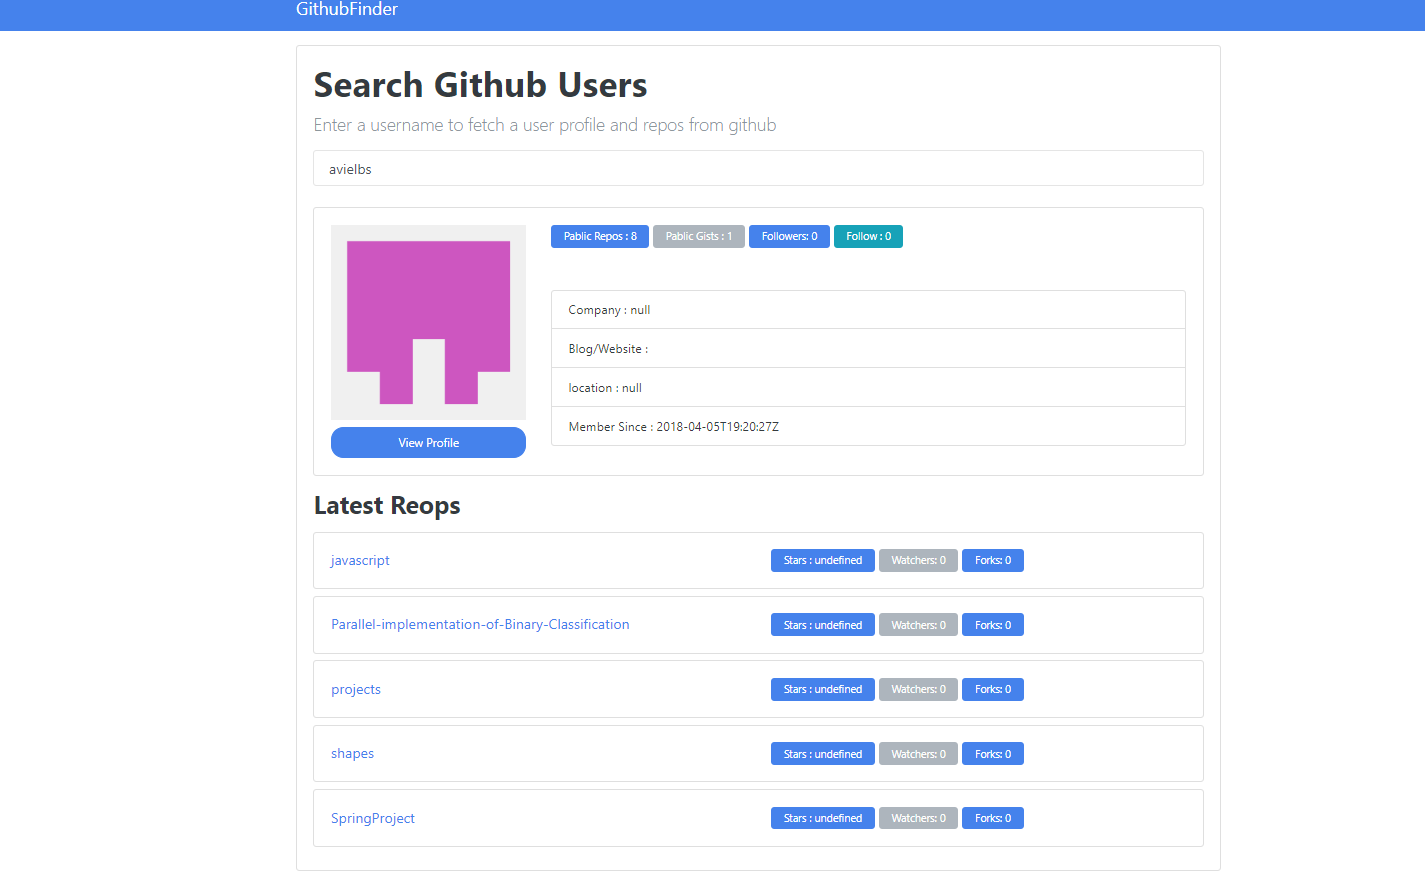 GithubFinder
Search Github Users
Enter a username to fetch a user profile and repos from github
avielbs
Pablic Repos : 8 Pablic Gists : 1 Followers: 0 Follow : 0
Company : null
Blog/Website :
location : null
Member Since : 2018-04-05T19:20:27Z
View Profile
Latest Reops
javascript Stars : undefined Watchers: 0 Forks: 0
Parallel-implementation-of-Binary-Classification Stars : undefined Watchers: 0 Forks: 0
projects Stars : undefined Watchers: 0 Forks: 0
shapes Stars : undefined Watchers: 0 Forks: 0
SpringProject Stars : undefined Watchers: 0 Forks: 0